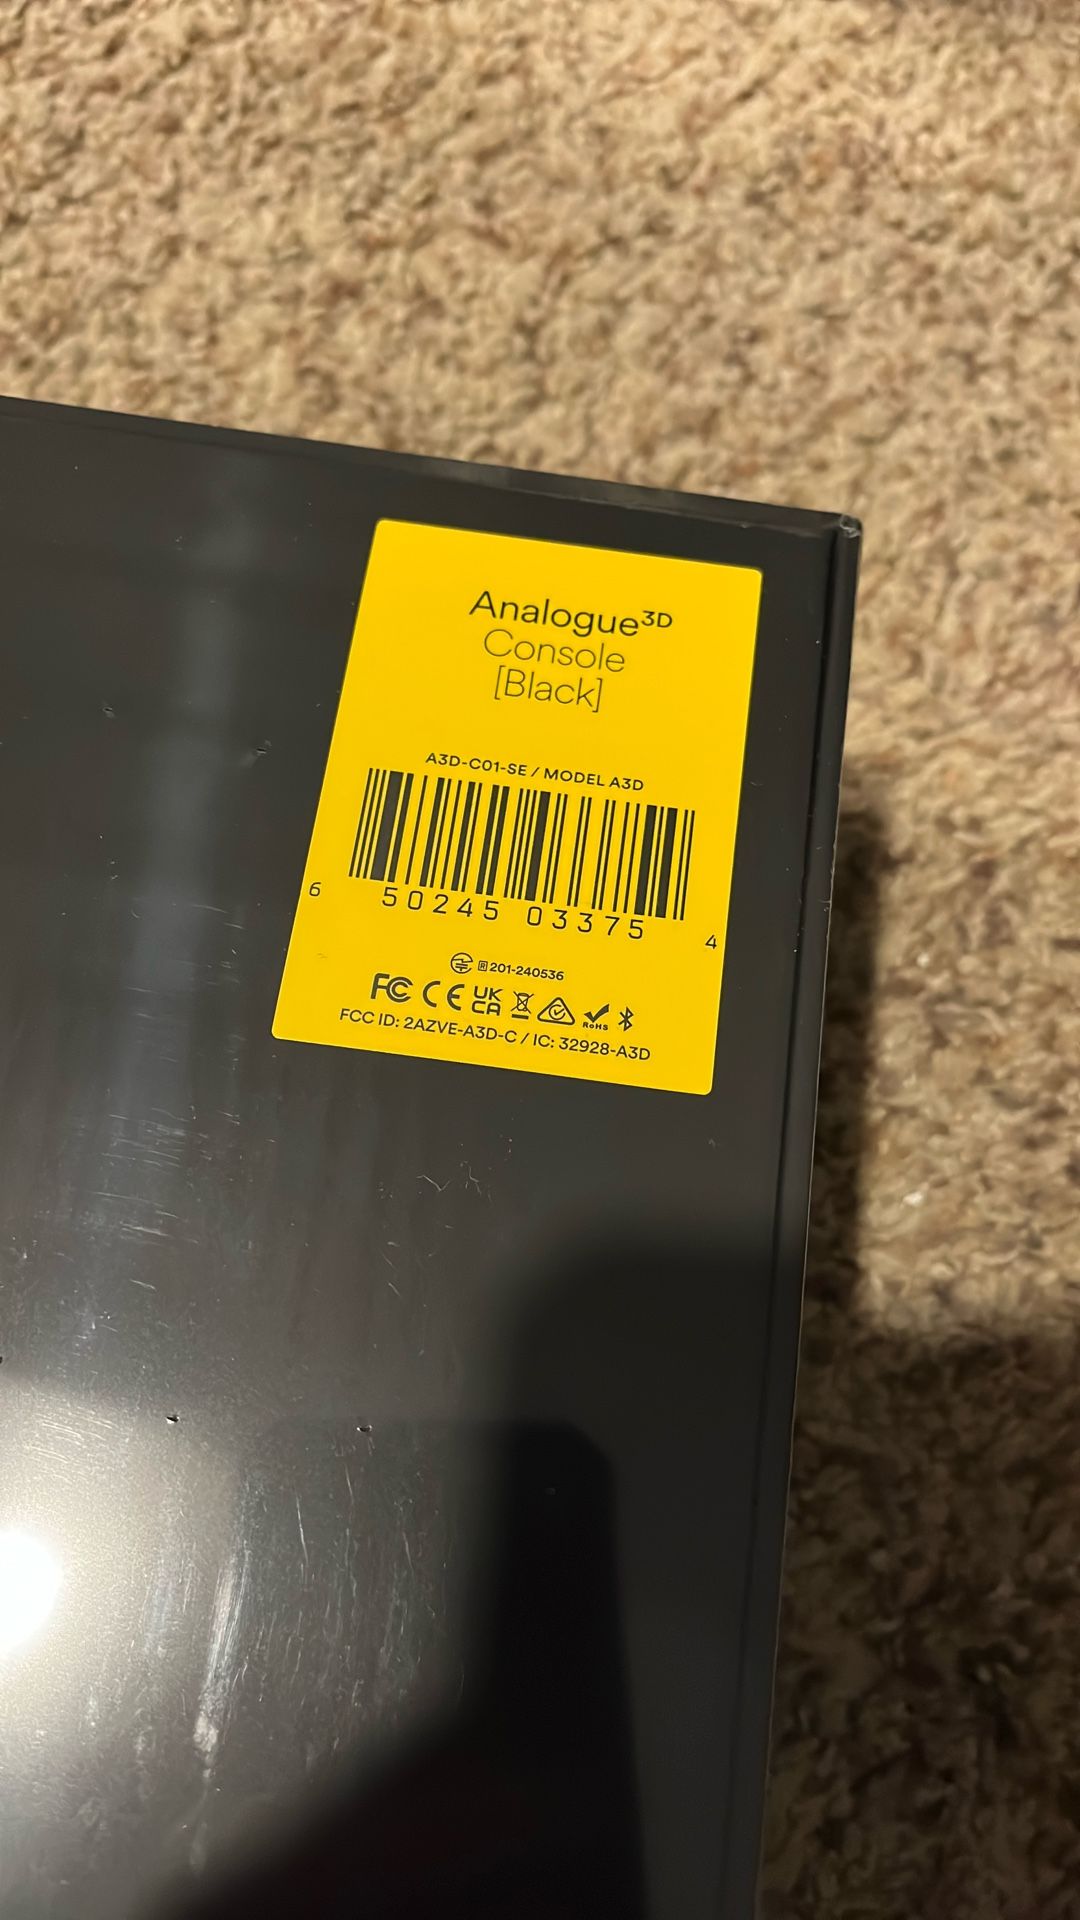 Analogue3D
Console
[Black]
A3D-C01-SE / MODEL A3D
6 50245 03375 4
R 201-240536
FC CE UK CA RoHS
FCC ID: 2AZVE-A3D-C / IC: 32928-A3D